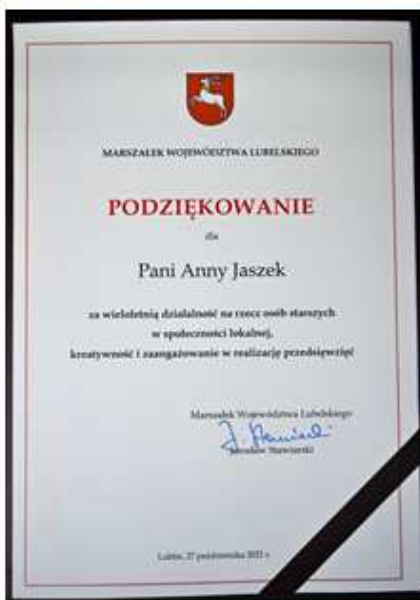 MARSZAŁEK WOJEWÓDZTWA LUBELSKIEGO
PODZIĘKOWANIE
dla
Pani Anny Jaszek
za wieloletnią działalność na rzecz osób starszych
w społeczności lokalnej,
kreatywność i zaangażowanie w realizację przedsięwzięć
Marszałek Województwa Lubelskiego
Jarosław Stawiarski
Lublin, 27 października 2021 r.